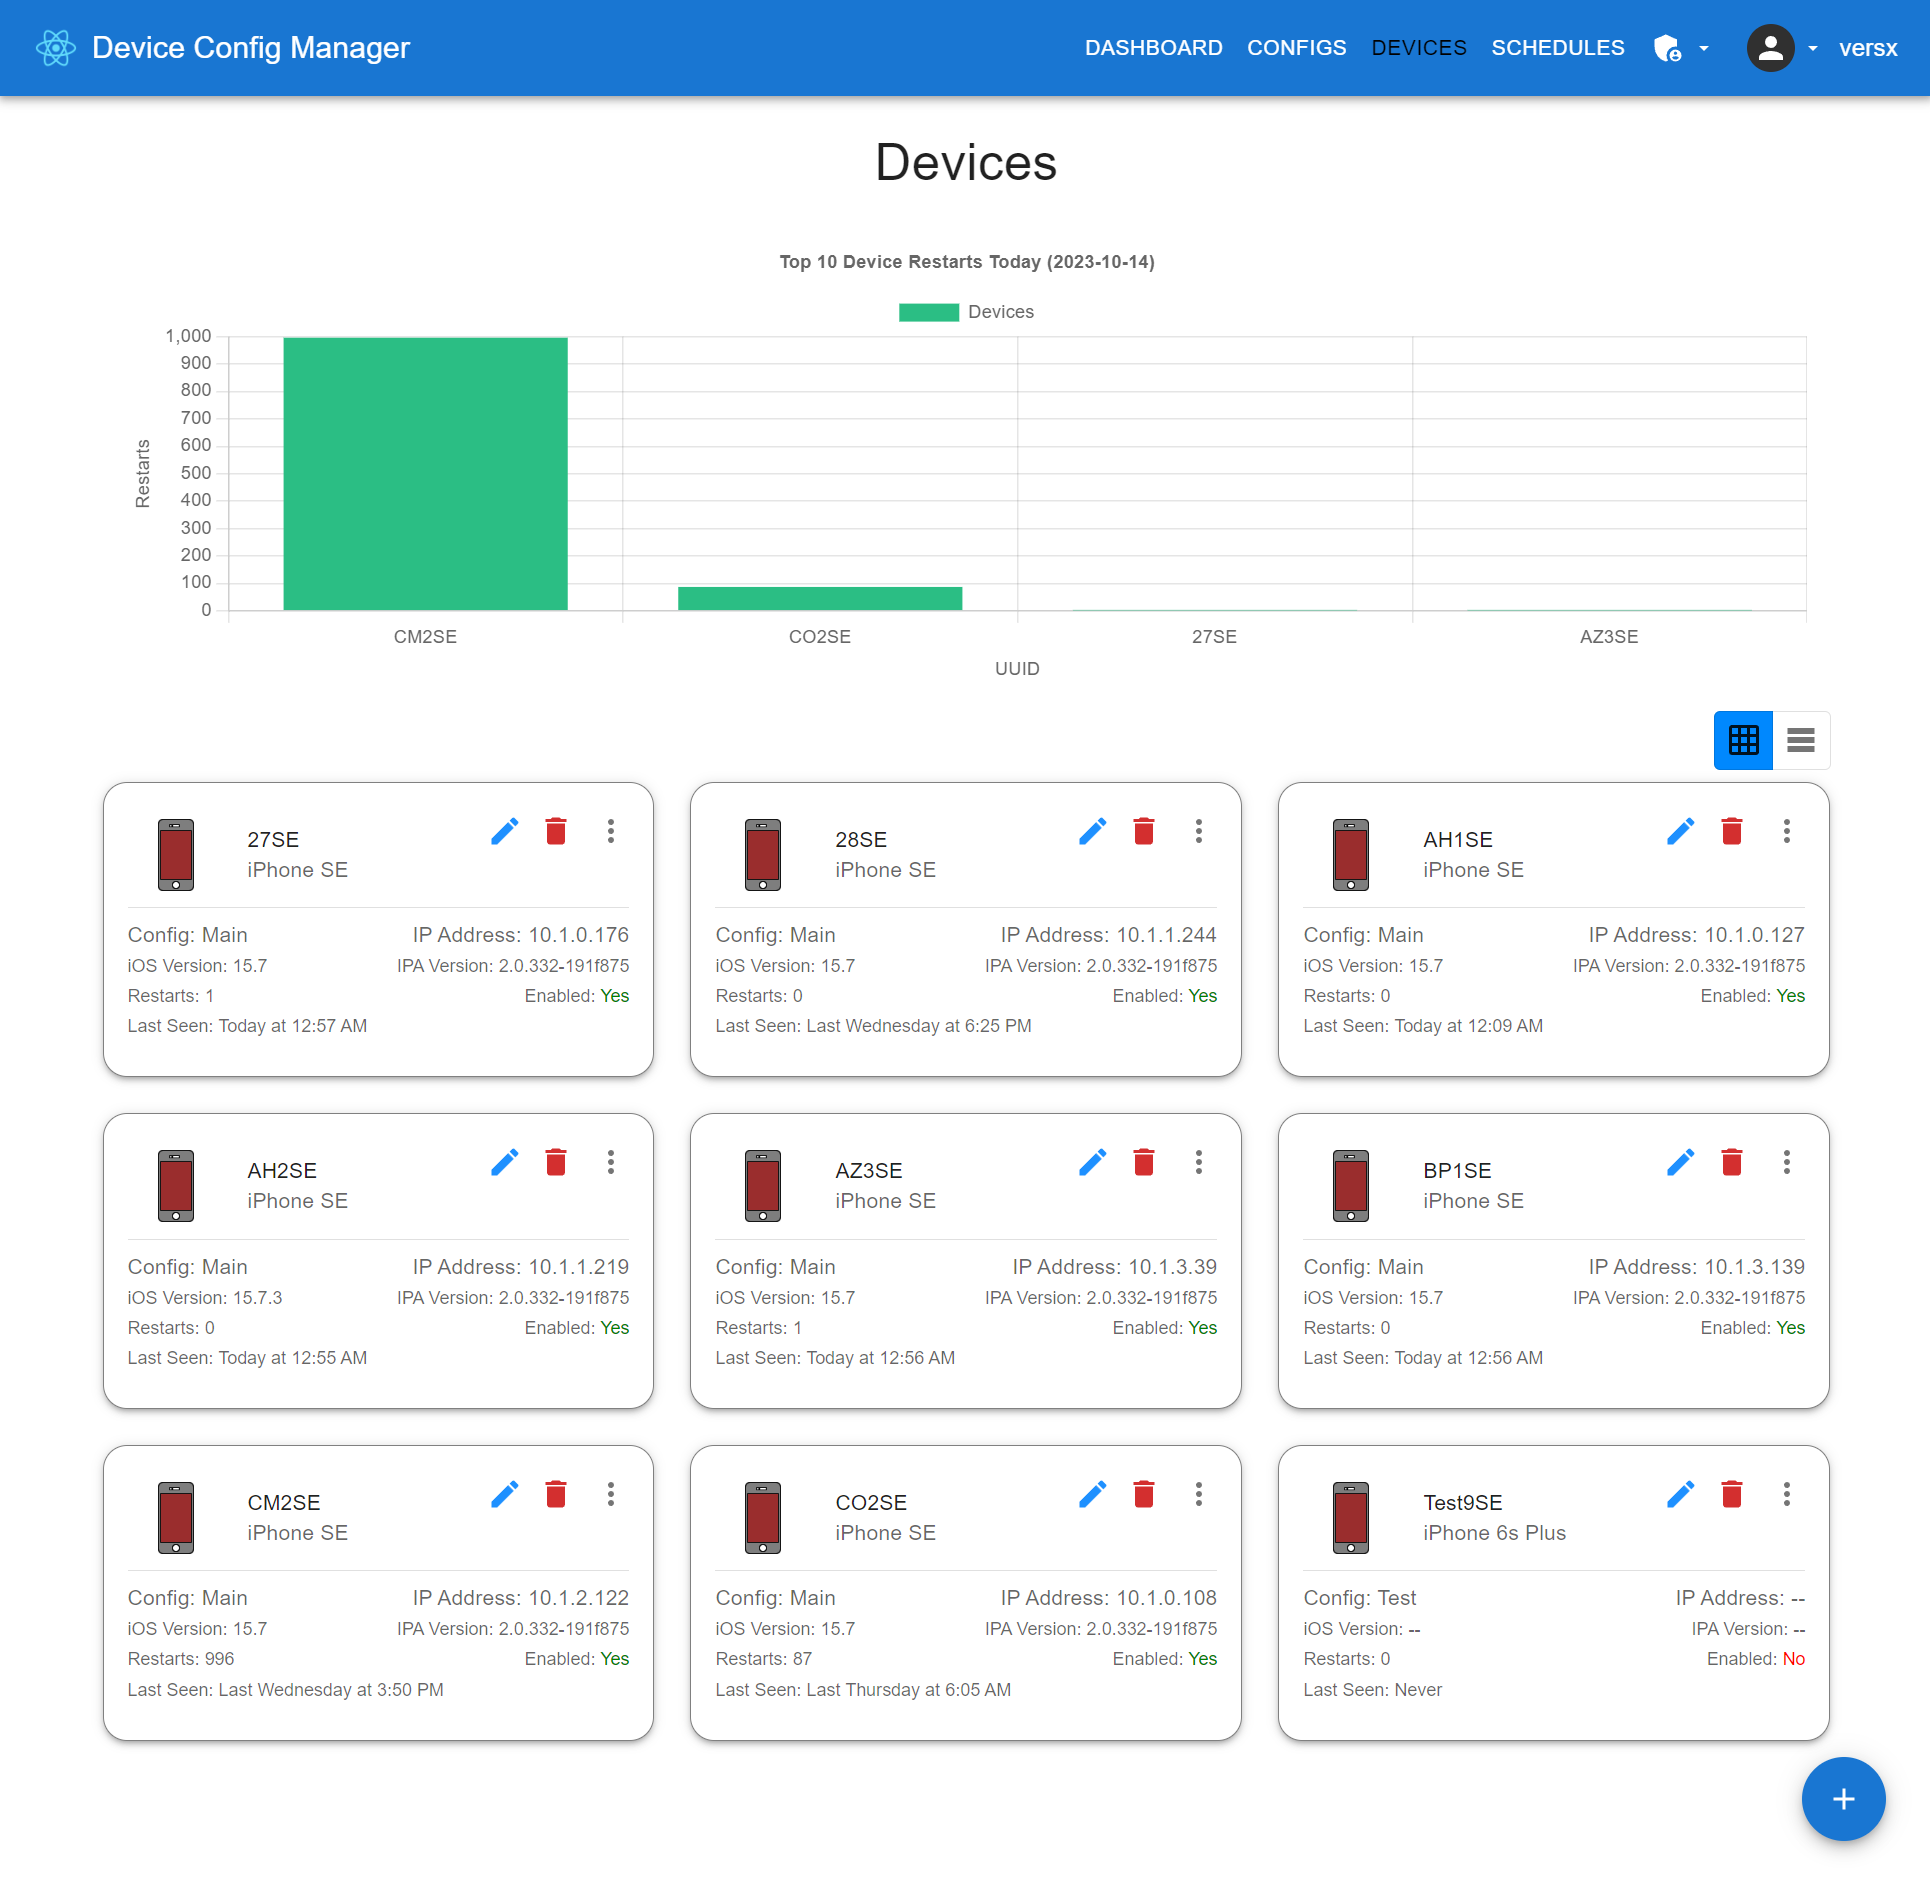 Device Config Manager
DASHBOARD CONFIGS DEVICES SCHEDULES versx
Devices
Top 10 Device Restarts Today (2023-10-14)
Devices
1,000
900
800
700
600
500
400
300
200
100
0
Restarts
CM2SE CO2SE 27SE AZ3SE
UUID
27SE
iPhone SE
Config: Main IP Address: 10.1.0.176
iOS Version: 15.7 IPA Version: 2.0.332-191f875
Restarts: 1 Enabled: Yes
Last Seen: Today at 12:57 AM
28SE
iPhone SE
Config: Main IP Address: 10.1.1.244
iOS Version: 15.7 IPA Version: 2.0.332-191f875
Restarts: 0 Enabled: Yes
Last Seen: Last Wednesday at 6:25 PM
AH1SE
iPhone SE
Config: Main IP Address: 10.1.0.127
iOS Version: 15.7 IPA Version: 2.0.332-191f875
Restarts: 0 Enabled: Yes
Last Seen: Today at 12:09 AM
AH2SE
iPhone SE
Config: Main IP Address: 10.1.1.219
iOS Version: 15.7.3 IPA Version: 2.0.332-191f875
Restarts: 0 Enabled: Yes
Last Seen: Today at 12:55 AM
AZ3SE
iPhone SE
Config: Main IP Address: 10.1.3.39
iOS Version: 15.7 IPA Version: 2.0.332-191f875
Restarts: 1 Enabled: Yes
Last Seen: Today at 12:56 AM
BP1SE
iPhone SE
Config: Main IP Address: 10.1.3.139
iOS Version: 15.7 IPA Version: 2.0.332-191f875
Restarts: 0 Enabled: Yes
Last Seen: Today at 12:56 AM
CM2SE
iPhone SE
Config: Main IP Address: 10.1.2.122
iOS Version: 15.7 IPA Version: 2.0.332-191f875
Restarts: 996 Enabled: Yes
Last Seen: Last Wednesday at 3:50 PM
CO2SE
iPhone SE
Config: Main IP Address: 10.1.0.108
iOS Version: 15.7 IPA Version: 2.0.332-191f875
Restarts: 87 Enabled: Yes
Last Seen: Last Thursday at 6:05 AM
Test9SE
iPhone 6s Plus
Config: Test IP Address: --
iOS Version: -- IPA Version: --
Restarts: 0 Enabled: No
Last Seen: Never